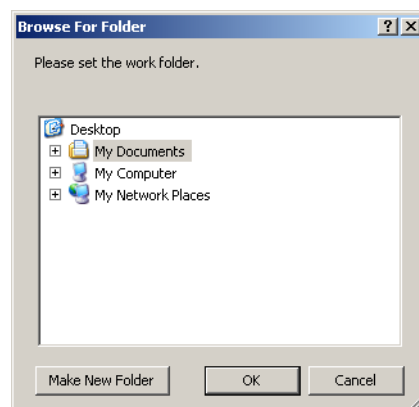 Browse For Folder
Please set the work folder.
Desktop
My Documents
My Computer
My Network Places
Make New Folder OK Cancel